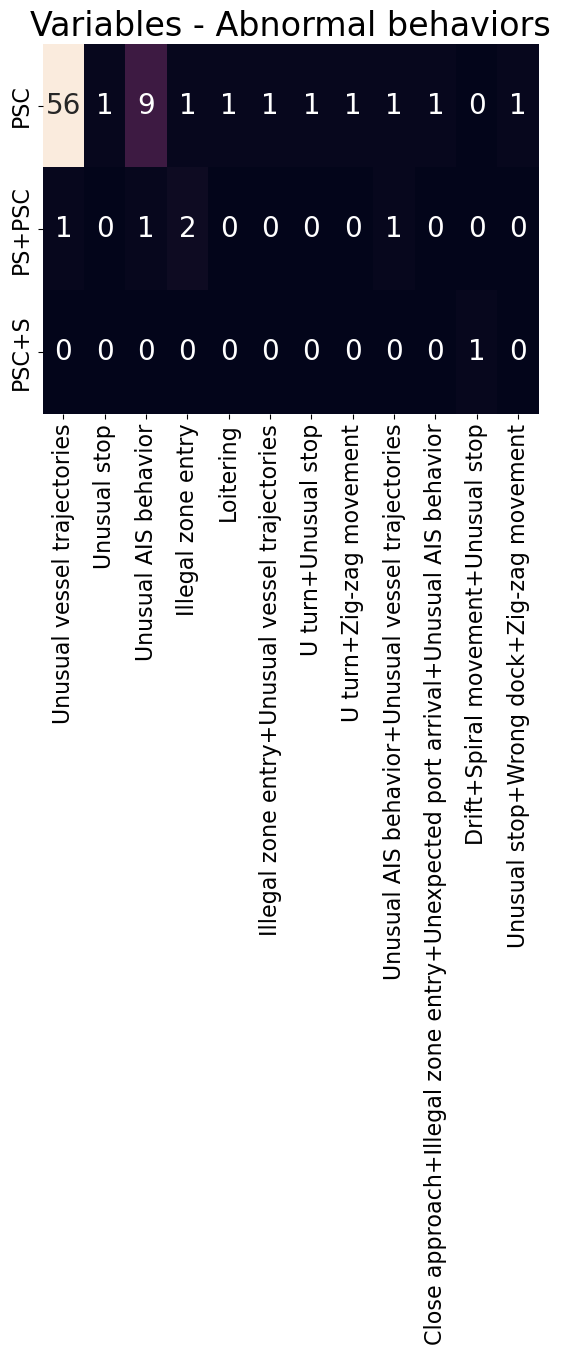 Variables - Abnormal behaviors
PSC
56 1 9 1 1 1 1 1 1 1 0 1
PS+PSC
1 0 1 2 0 0 0 0 1 0 0 0
PSC+S
0 0 0 0 0 0 0 0 0 0 1 0
Unusual vessel trajectories
Unusual stop
Unusual AIS behavior
Illegal zone entry
Loitering
Illegal zone entry+Unusual vessel trajectories
U turn+Unusual stop
U turn+Zig-zag movement
Unusual AIS behavior+Unusual vessel trajectories
Close approach+Illegal zone entry+Unexpected port arrival+Unusual AIS behavior
Drift+Spiral movement+Unusual stop
Unusual stop+Wrong dock+Zig-zag movement